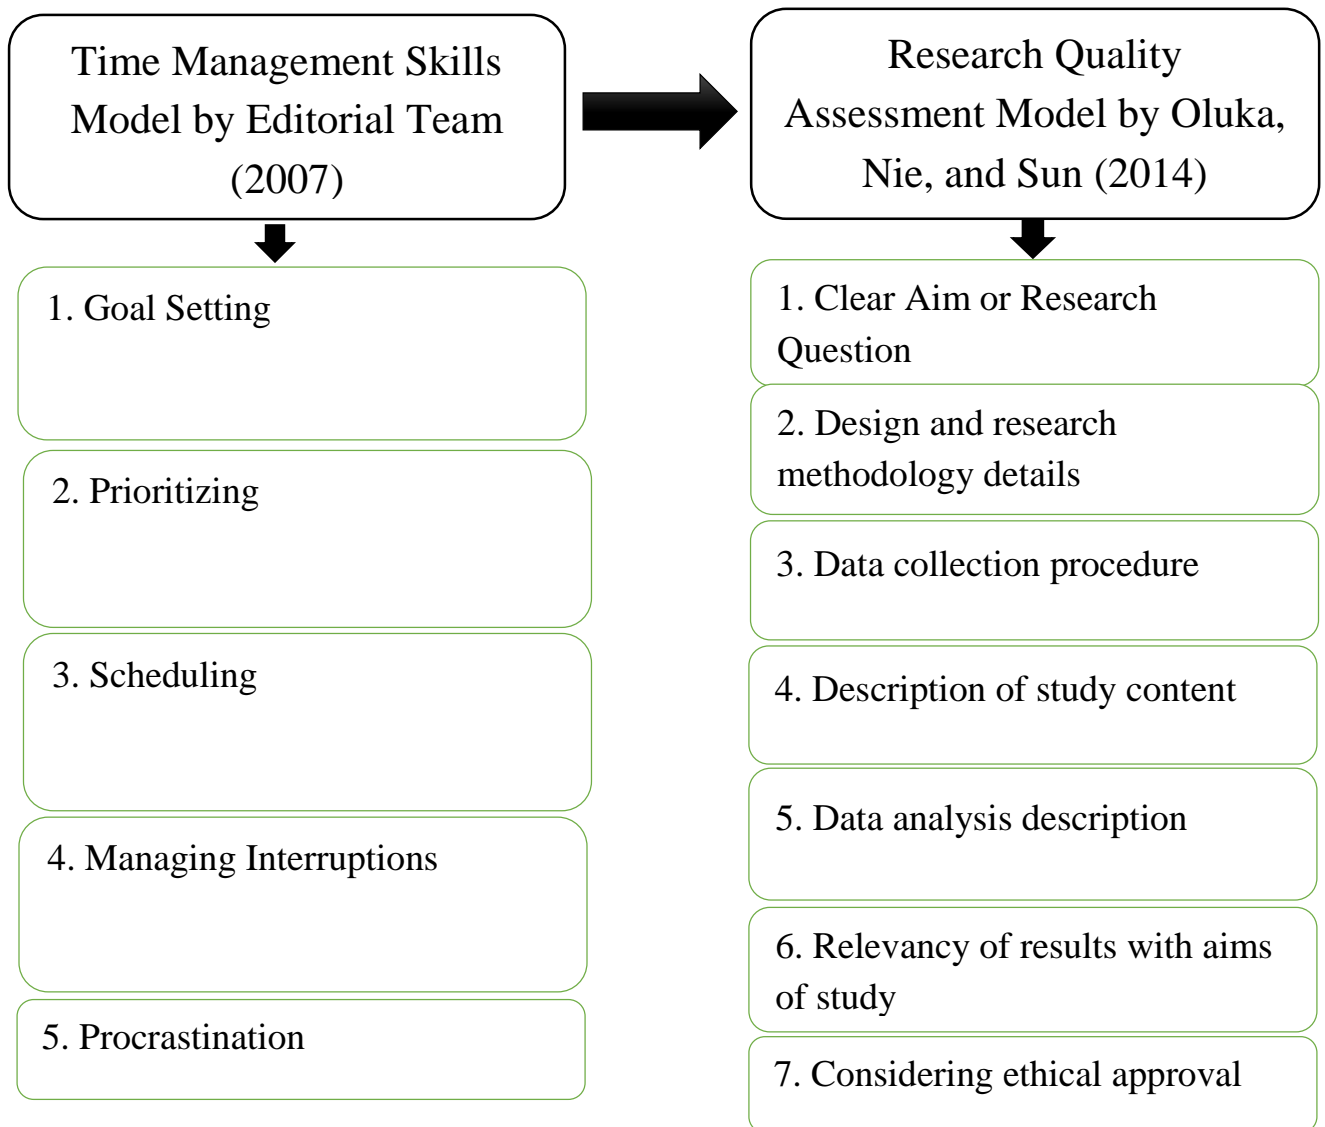 Time Management Skills
Model by Editorial Team
(2007)
Research Quality
Assessment Model by Oluka,
Nie, and Sun (2014)
1. Goal Setting
2. Prioritizing
3. Scheduling
4. Managing Interruptions
5. Procrastination
1. Clear Aim or Research
Question
2. Design and research
methodology details
3. Data collection procedure
4. Description of study content
5. Data analysis description
6. Relevancy of results with aims
of study
7. Considering ethical approval